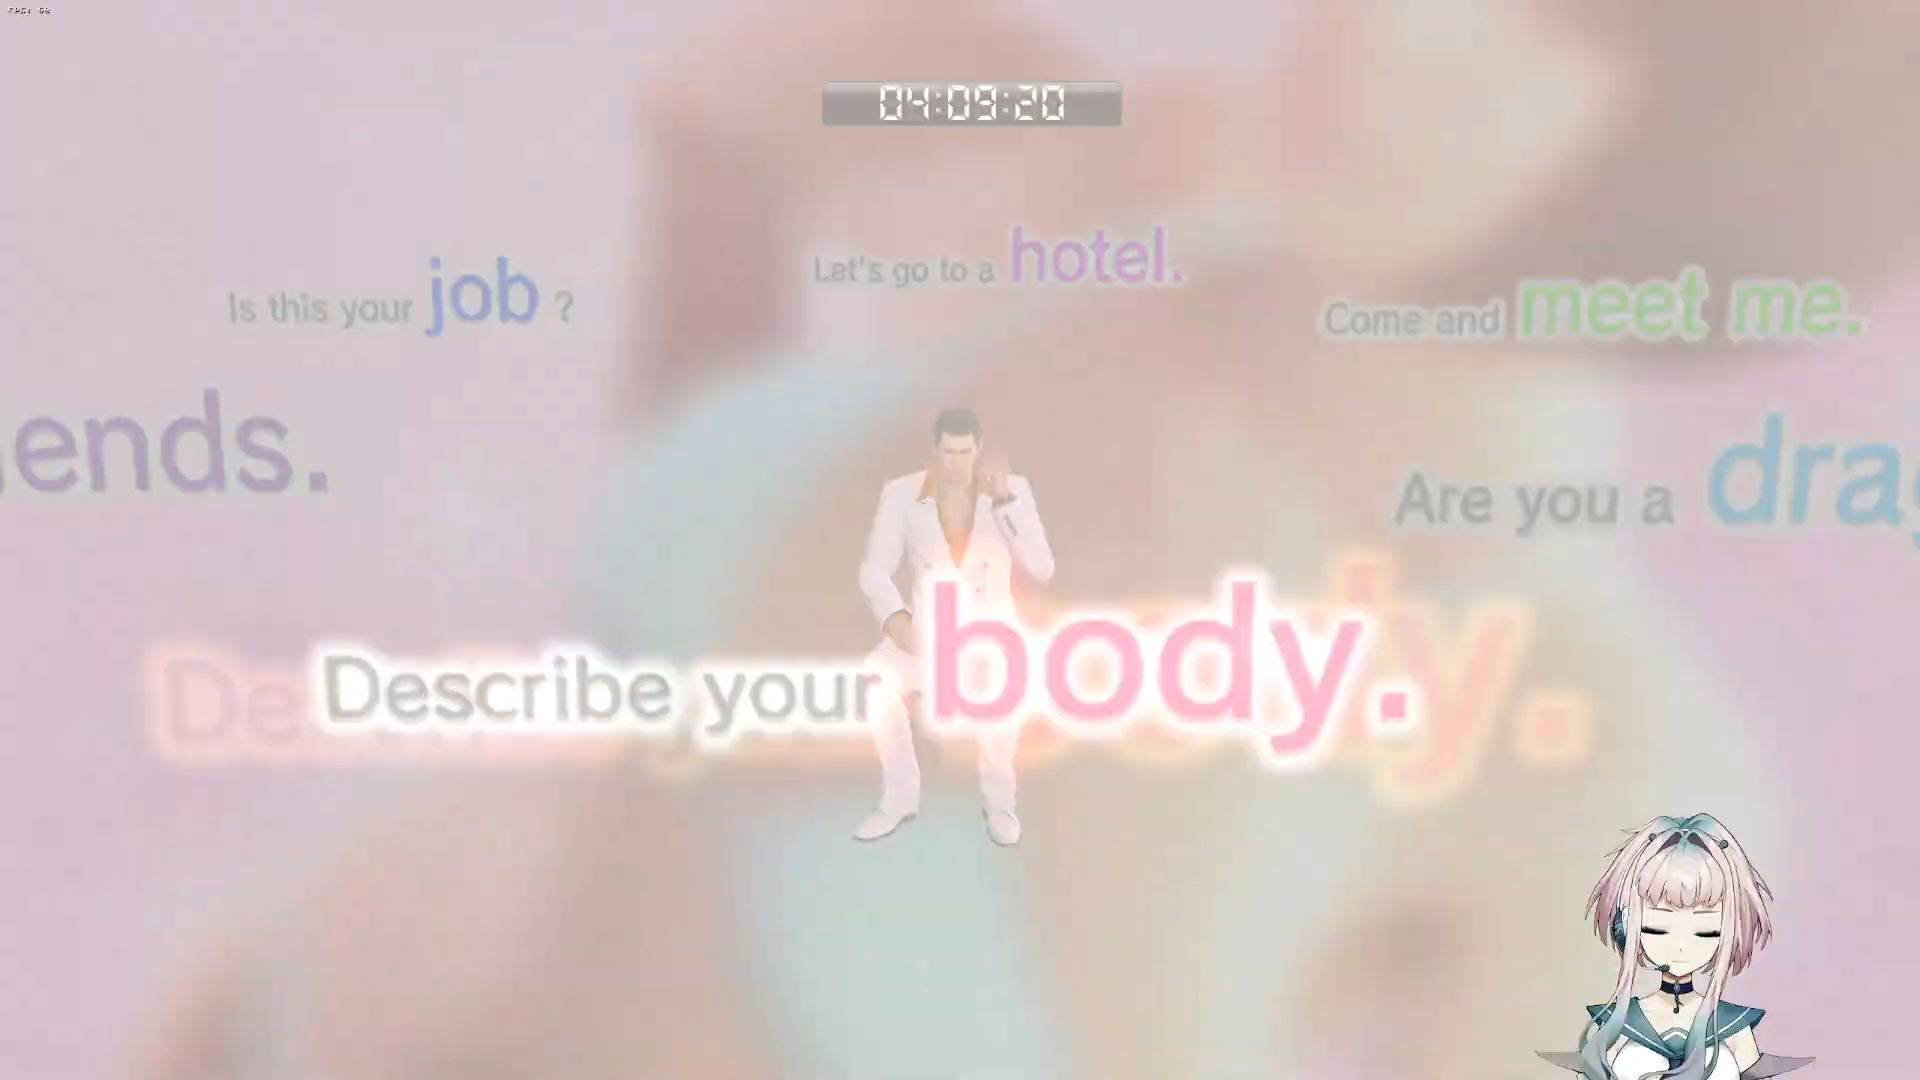 04:09:20
Let's go to a hotel.
Is this your job ?
Come and meet me.
ends.
Are you a drag
Describe your body.